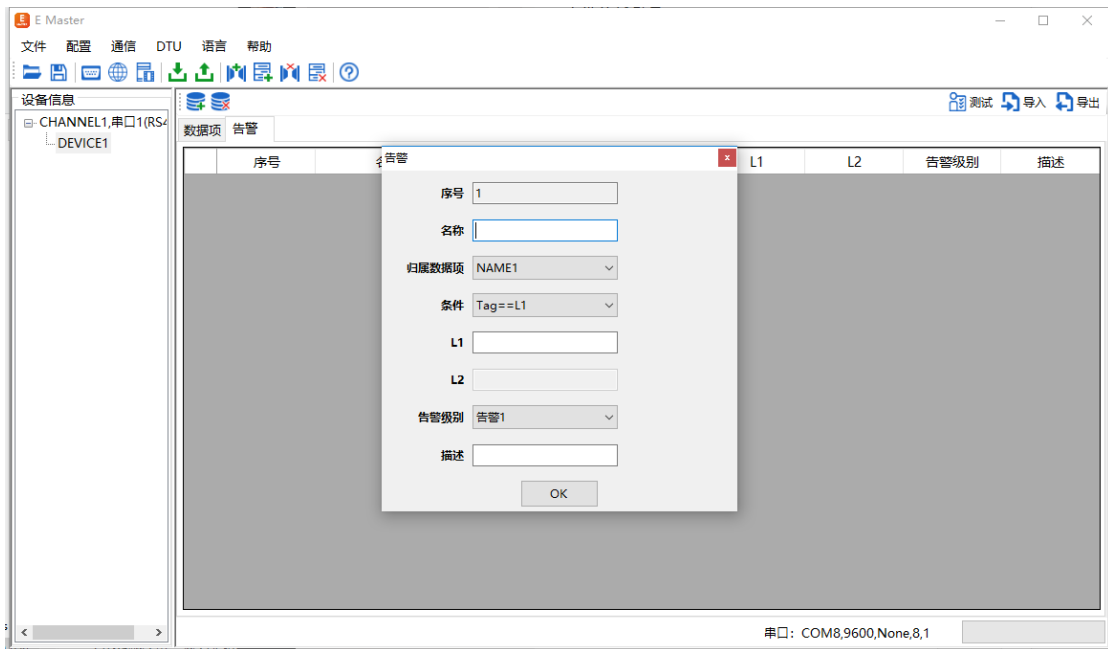 E Master
文件 配置 通信 DTU 语言 帮助
设备信息
测试 导入 导出
CHANNEL1,串口1(RS4
DEVICE1
数据项 告警
序号 L1 L2 告警级别 描述
告警
序号 1
名称
归属数据项 NAME1
条件 Tag==L1
L1
L2
告警级别 告警1
描述
OK
串口：COM8,9600,None,8,1